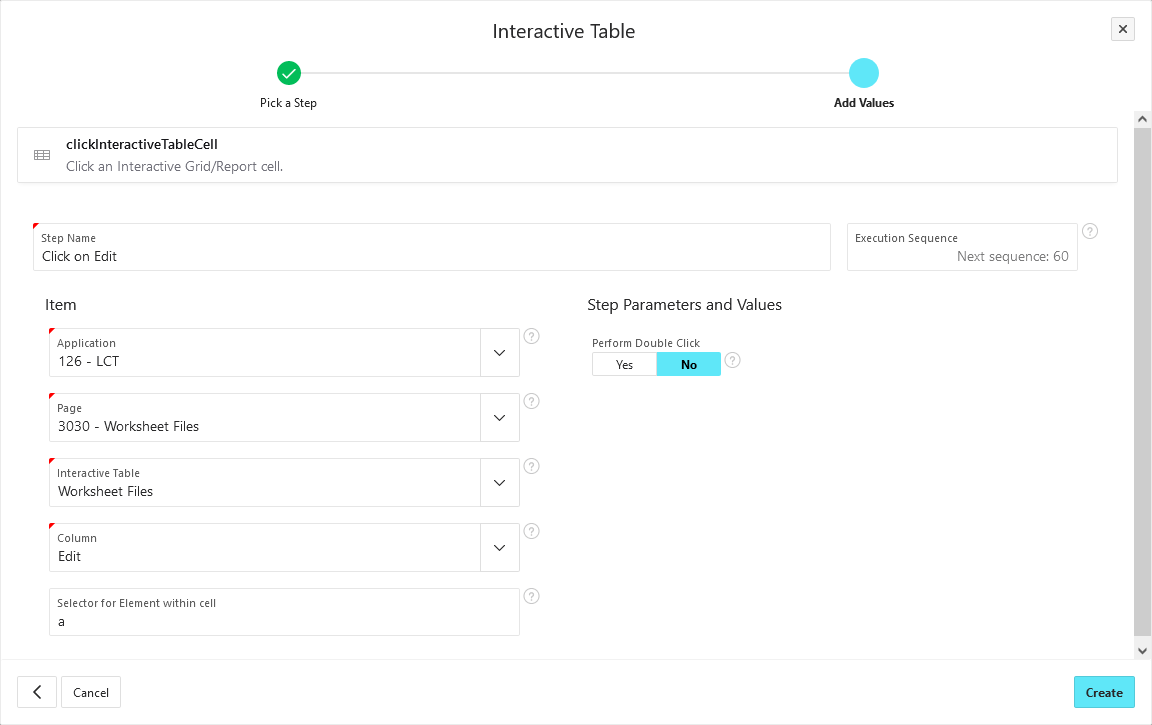 Interactive Table
Pick a Step
Add Values
clickInteractiveTableCell
Click an Interactive Grid/Report cell.
Step Name
Click on Edit
Execution Sequence
Next sequence: 60
?
Item
Step Parameters and Values
Application
126 - LCT
?
Perform Double Click
Yes
No
?
Page
3030 - Worksheet Files
?
Interactive Table
Worksheet Files
?
Column
Edit
?
Selector for Element within cell
a
?
Cancel
Create